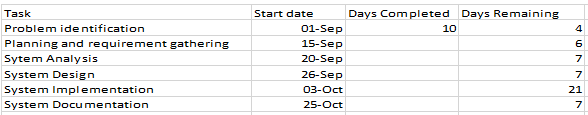 Task Start date Days Completed Days Remaining
Problem identification 01-Sep 10 4
Planning and requirement gathering 15-Sep 6
Sytem Analysis 20-Sep 7
System Design 26-Sep 7
System Implementation 03-Oct 21
System Documentation 25-Oct 7